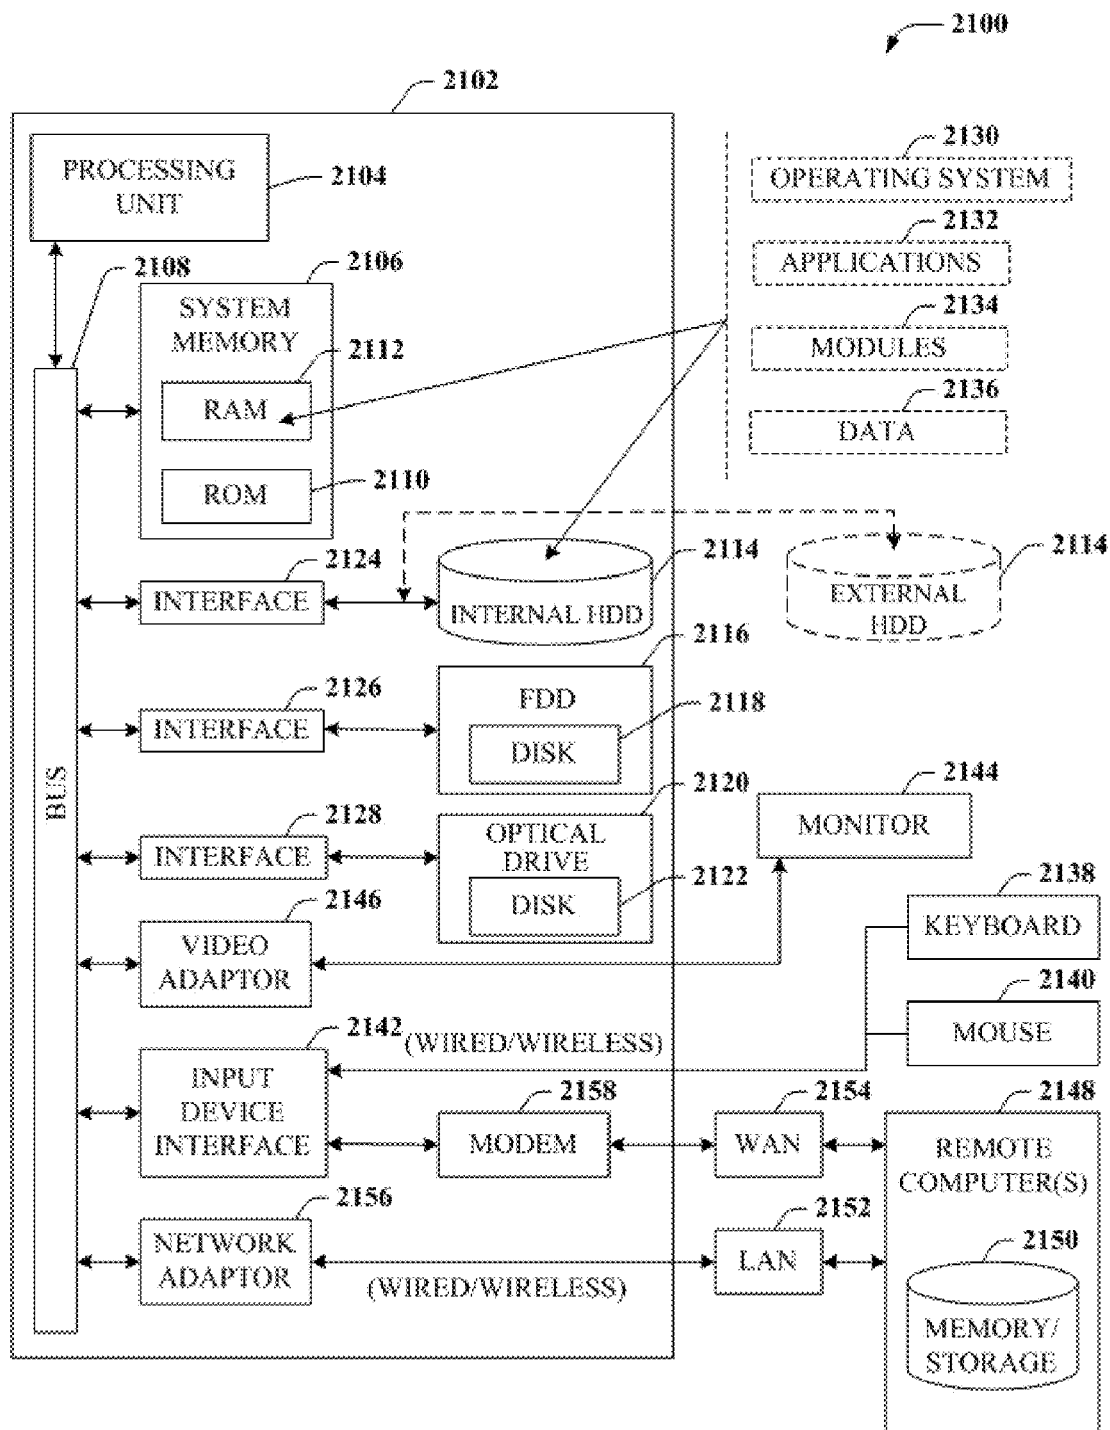 2100
2102
PROCESSING
UNIT
2104
2130
OPERATING SYSTEM
2132
APPLICATIONS
2134
MODULES
2136
DATA
2108
2106
SYSTEM
MEMORY
2112
RAM
ROM
2110
BUS
2124
INTERFACE
2114
INTERNAL HDD
2114
EXTERNAL
HDD
2126
INTERFACE
2116
FDD
2118
DISK
2128
INTERFACE
2120
OPTICAL
DRIVE
2122
DISK
2144
MONITOR
2146
VIDEO
ADAPTOR
2138
KEYBOARD
2140
MOUSE
2142
(WIRED/WIRELESS)
INPUT
DEVICE
INTERFACE
2158
MODEM
2154
WAN
2148
REMOTE
COMPUTER(S)
2156
NETWORK
ADAPTOR
(WIRED/WIRELESS)
2152
LAN
2150
MEMORY/
STORAGE